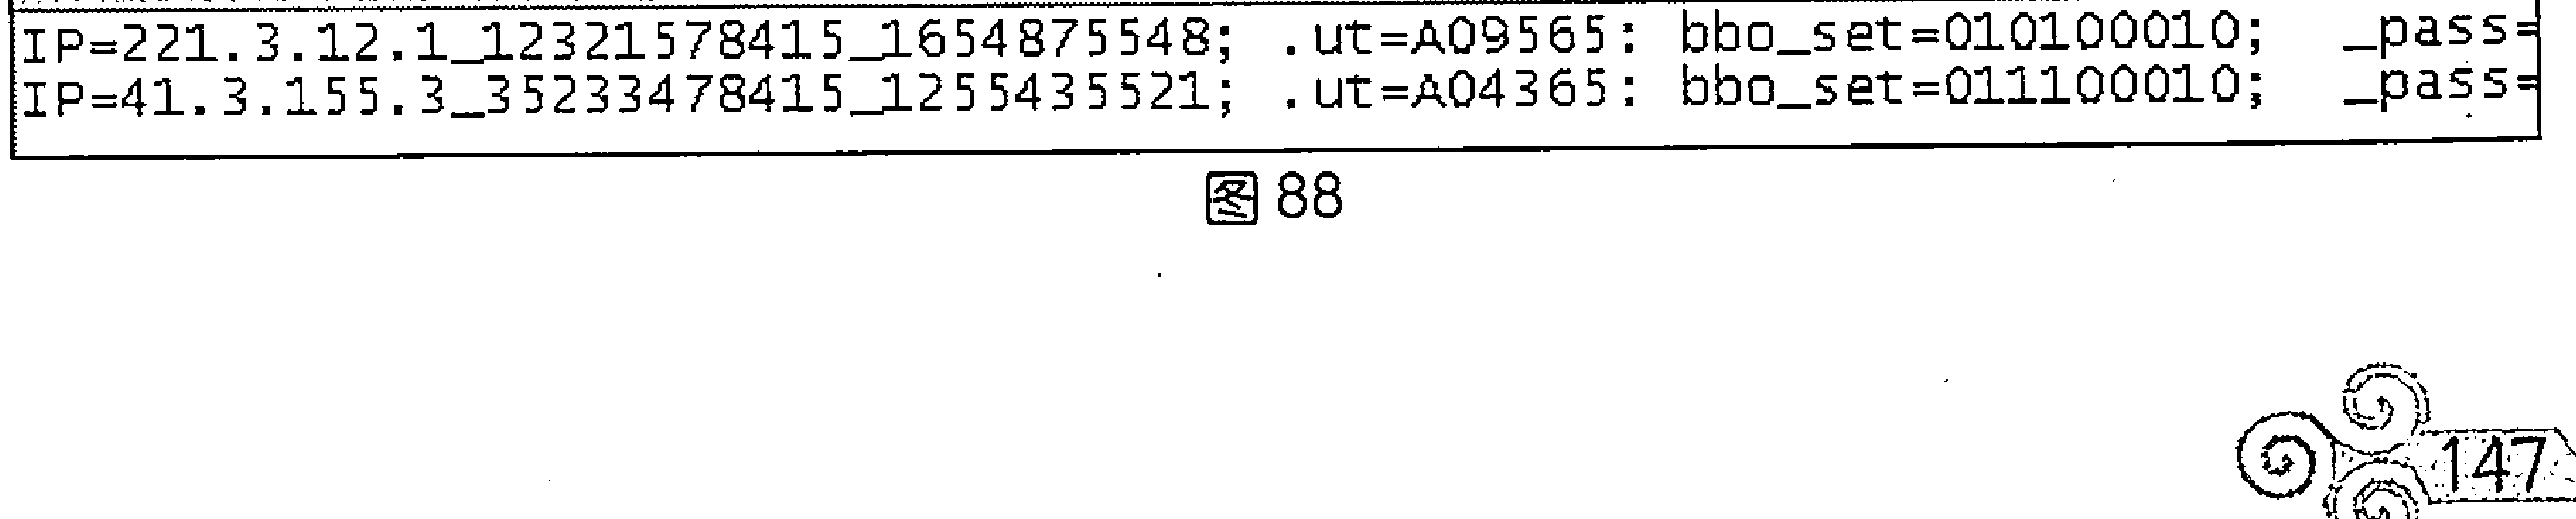 IP=221.3.12.1_12321578415_1654875548; .ut=A09565: bbo_set=010100010; _pass=
IP=41.3.155.3_35233478415_1255435521; .ut=A04365: bbo_set=011100010; _pass=
图 88
147